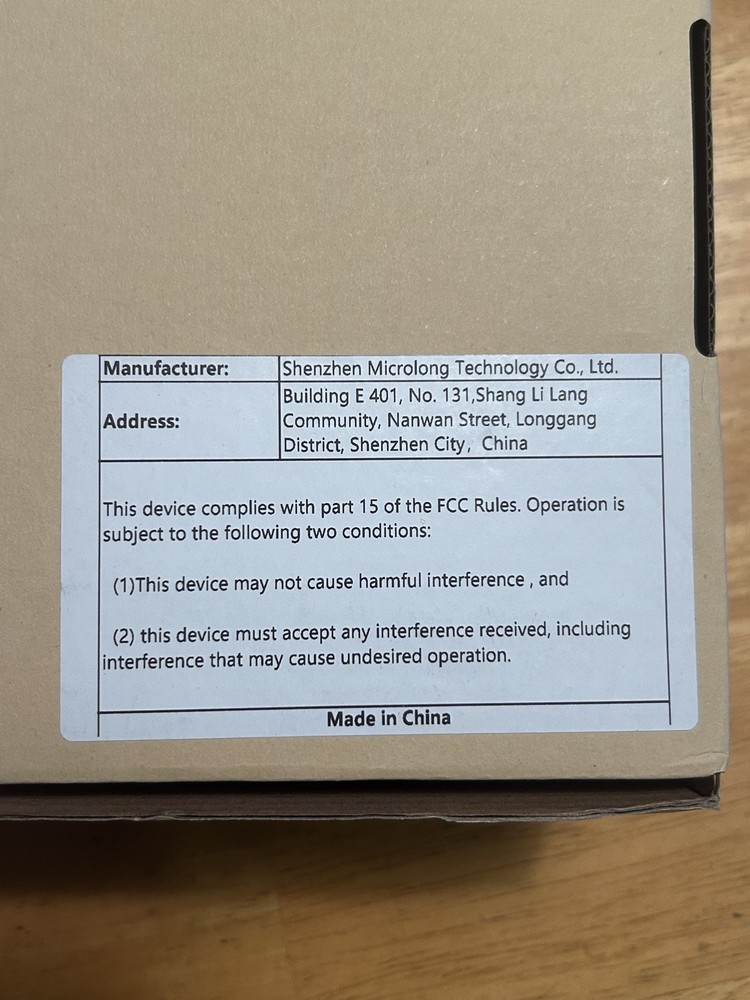 Manufacturer: Shenzhen Microlong Technology Co., Ltd.
Address: Building E 401, No. 131,Shang Li Lang
Community, Nanwan Street, Longgang
District, Shenzhen City, China
This device complies with part 15 of the FCC Rules. Operation is
subject to the following two conditions:
(1)This device may not cause harmful interference , and
(2) this device must accept any interference received, including
interference that may cause undesired operation.
Made in China